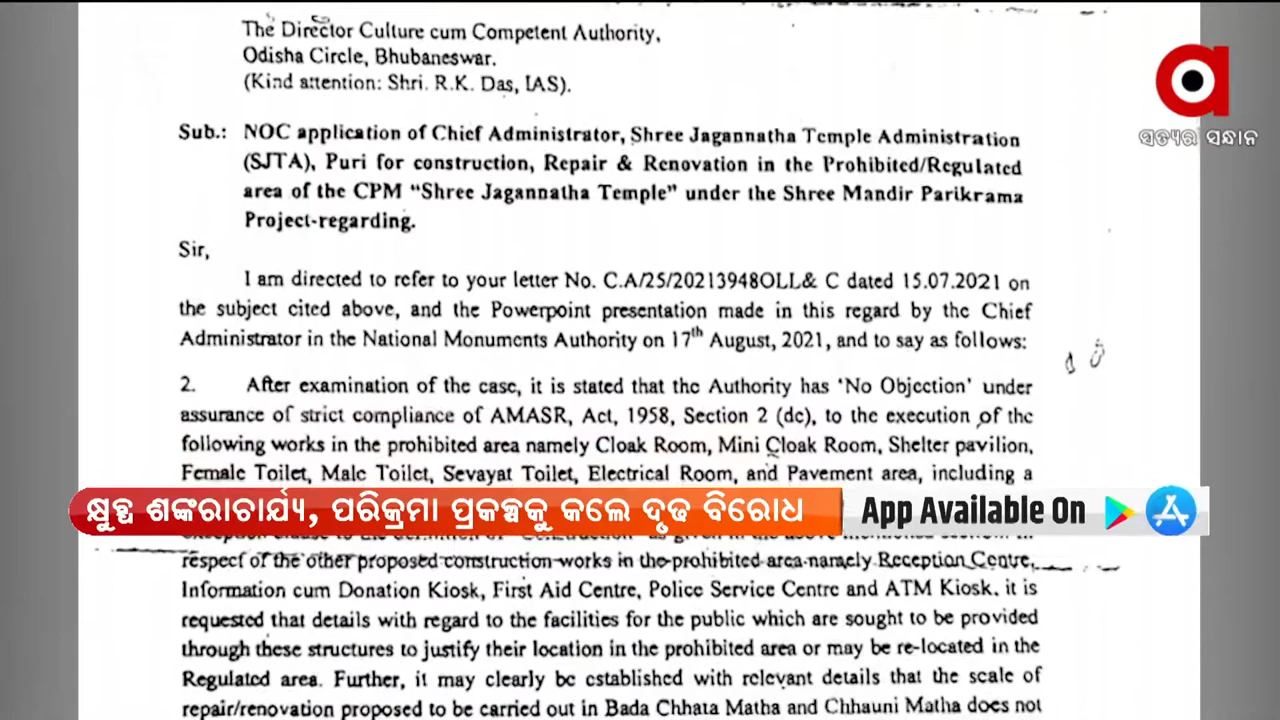 The Director Culture cum Competent Authority,
Odisha Circle, Bhubaneswar.
(Kind attention: Shri. R.K. Das, IAS).
ସତ୍ୟର ସନ୍ଧାନ
Sub.: NOC application of Chief Administrator, Shree Jagannatha Temple Administration
(SJTA), Puri for construction, Repair & Renovation in the Prohibited/Regulated
area of the CPM “Shree Jagannatha Temple” under the Shree Mandir Parikrama
Project-regarding.
Sir,
I am directed to refer to your letter No. C.A/25/20213948OLL& C dated 15.07.2021 on
the subject cited above, and the Powerpoint presentation made in this regard by the Chief
Administrator in the National Monuments Authority on 17th August, 2021, and to say as follows:
2. After examination of the case, it is stated that the Authority has ‘No Objection’ under
assurance of strict compliance of AMASR, Act, 1958, Section 2 (dc), to the execution of the
following works in the prohibited area namely Cloak Room, Mini Cloak Room, Shelter pavilion,
Female Toilet, Male Toilet, Sevayat Toilet, Electrical Room, and Pavement area, including a
କ୍ଷୁବ୍ଧ ଶଙ୍କରାଚାର୍ଯ୍ୟ, ପରିକ୍ରମା ପ୍ରକଳ୍ପକୁ କଲେ ଦୃଢ ବିରୋଧ
App Available On
respect of the other proposed construction works in the prohibited area namely Reception Centre,
Information cum Donation Kiosk, First Aid Centre, Police Service Centre and ATM Kiosk, it is
requested that details with regard to the facilities for the public which are sought to be provided
through these structures to justify their location in the prohibited area or may be re-located in the
Regulated area. Further, it may clearly be established with relevant details that the scale of
repair/renovation proposed to be carried out in Bada Chhata Matha and Chhauni Matha does not